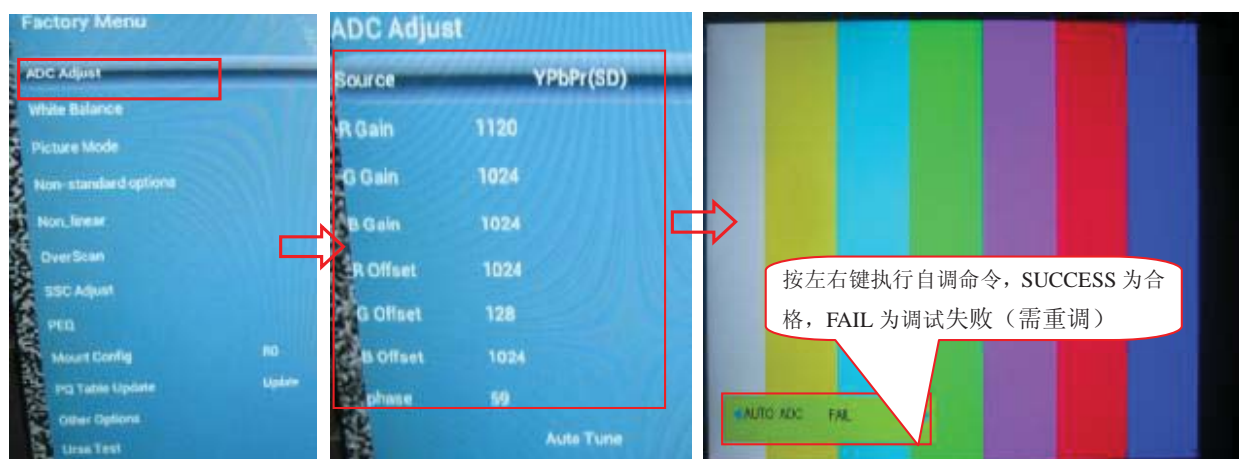 Factory Menu
ADC Adjust
White Balance
Picture Mode
Non-standard options
Non_linear
OverScan
SSC Adjust
PEQ
Mount Config RO
PQ Table Update Update
Other Options
Ursa Test
ADC Adjust
Source YPbPr(SD)
R Gain 1120
G Gain 1024
B Gain 1024
R Offset 1024
G Offset 128
B Offset 1024
phase 59
Auto Tune
按左右键执行自调命令，SUCCESS 为合
格，FAIL 为调试失败（需重调）
AUTO ADC FAIL